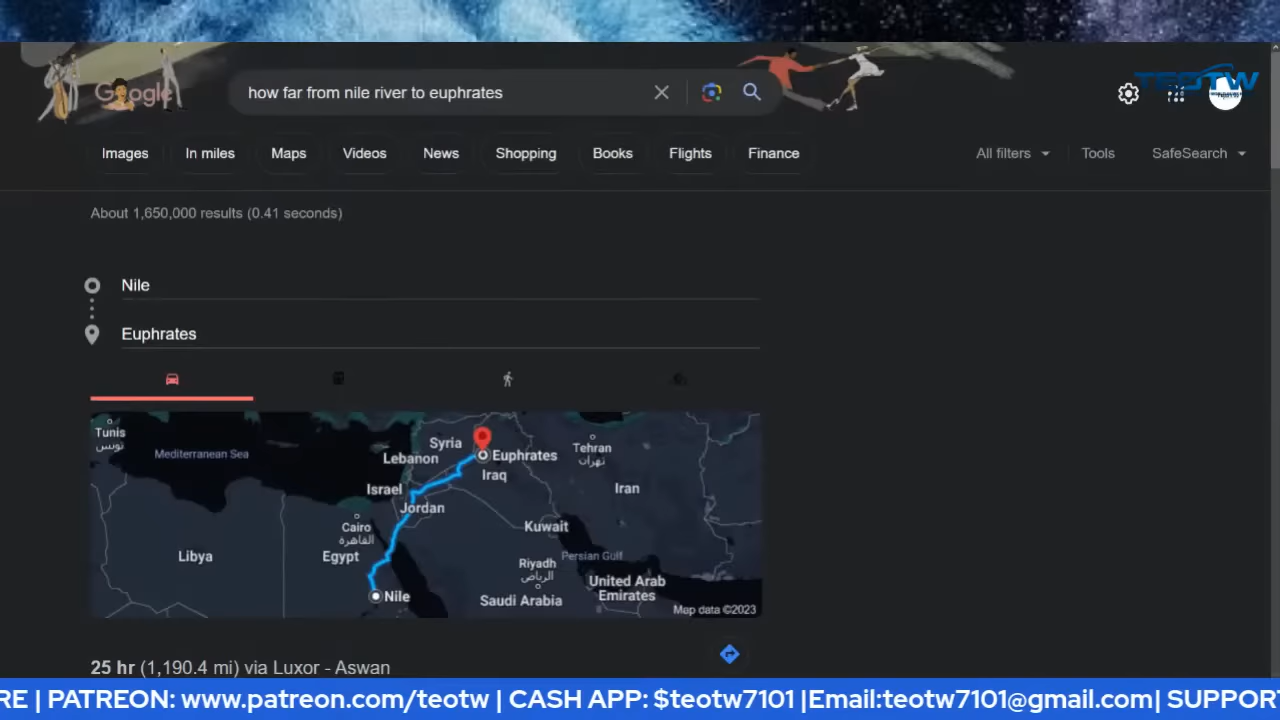 Google
how far from nile river to euphrates
TEOTW
Images In miles Maps Videos News Shopping Books Flights Finance All filters Tools SafeSearch
About 1,650,000 results (0.41 seconds)
Nile
Euphrates
Tunis
تونس
Mediterranean Sea
Syria
Lebanon
Euphrates
Tehran
تهران
Iraq
Israel
Iran
Jordan
Cairo
القاهرة
Kuwait
Libya
Egypt
Persian Gulf
Riyadh
الرياض
United Arab
Emirates
Nile
Saudi Arabia
Map data ©2023
25 hr (1,190.4 mi) via Luxor - Aswan
RE | PATREON: www.patreon.com/teotw | CASH APP: $teotw7101 |Email:teotw7101@gmail.com| SUPPORT